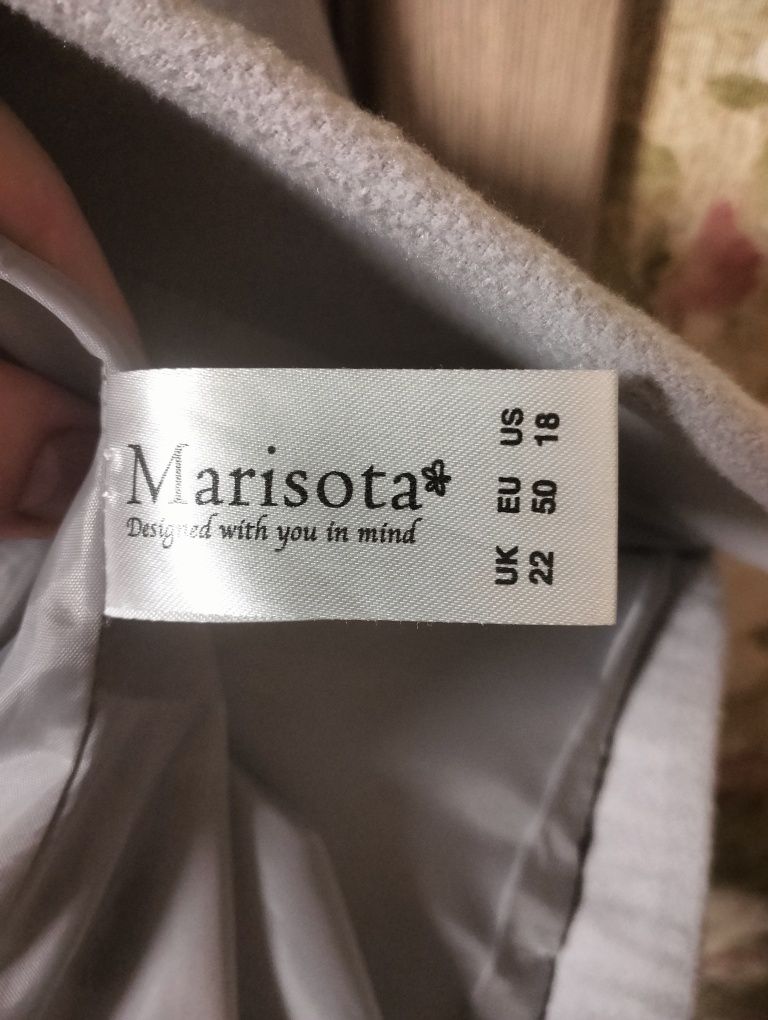 Marisota
Designed with you in mind
UK EU US
22 50 18